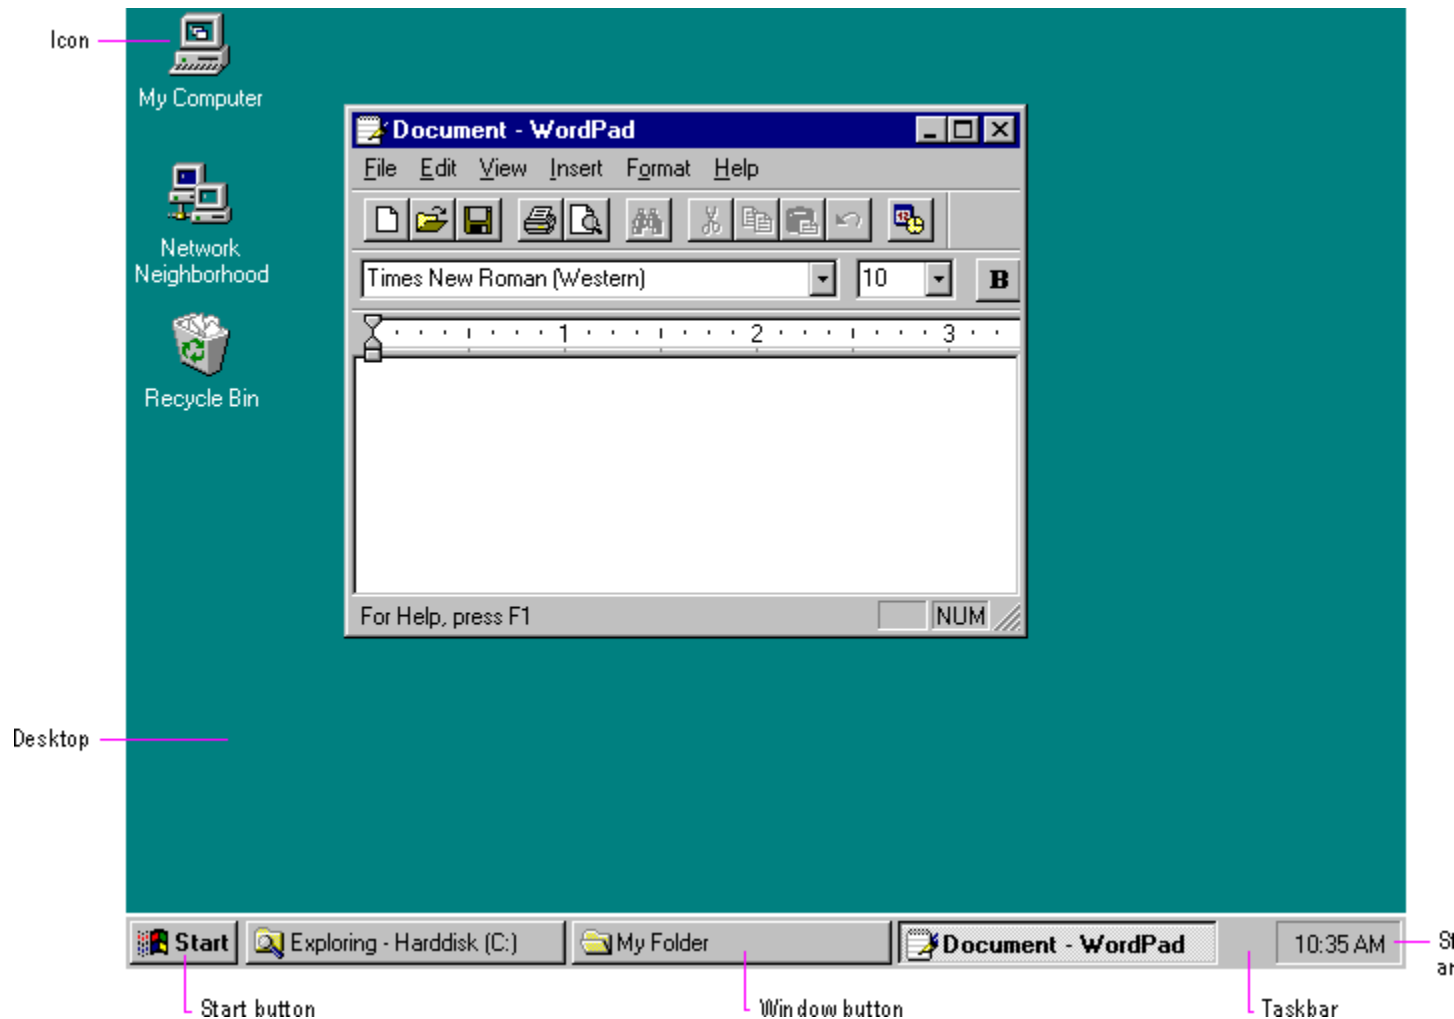 Icon
My Computer
Document - WordPad
File Edit View Insert Format Help
Times New Roman (Western) 10 B
1 2 3
Network
Neighborhood
Recycle Bin
For Help, press F1 NUM
Desktop
Start Exploring - Harddisk (C:) My Folder Document - WordPad 10:35 AM
Start button Window button Taskbar